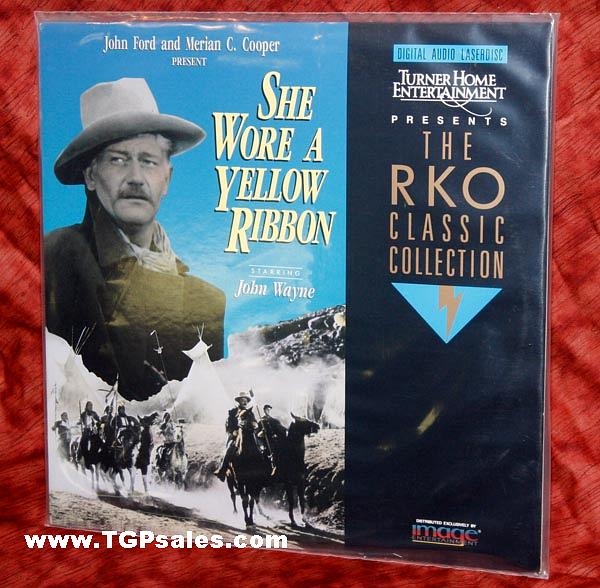 John Ford and Merian C. Cooper
PRESENT
SHE
WORE A
YELLOW
RIBBON
STARRING
John Wayne
DIGITAL AUDIO LASERDISC
TURNER HOME
ENTERTAINMENT
PRESENTS
THE
RKO
CLASSIC
COLLECTION
DISTRIBUTED EXCLUSIVELY BY
image
ENTERTAINMENT
www.TGPsales.com